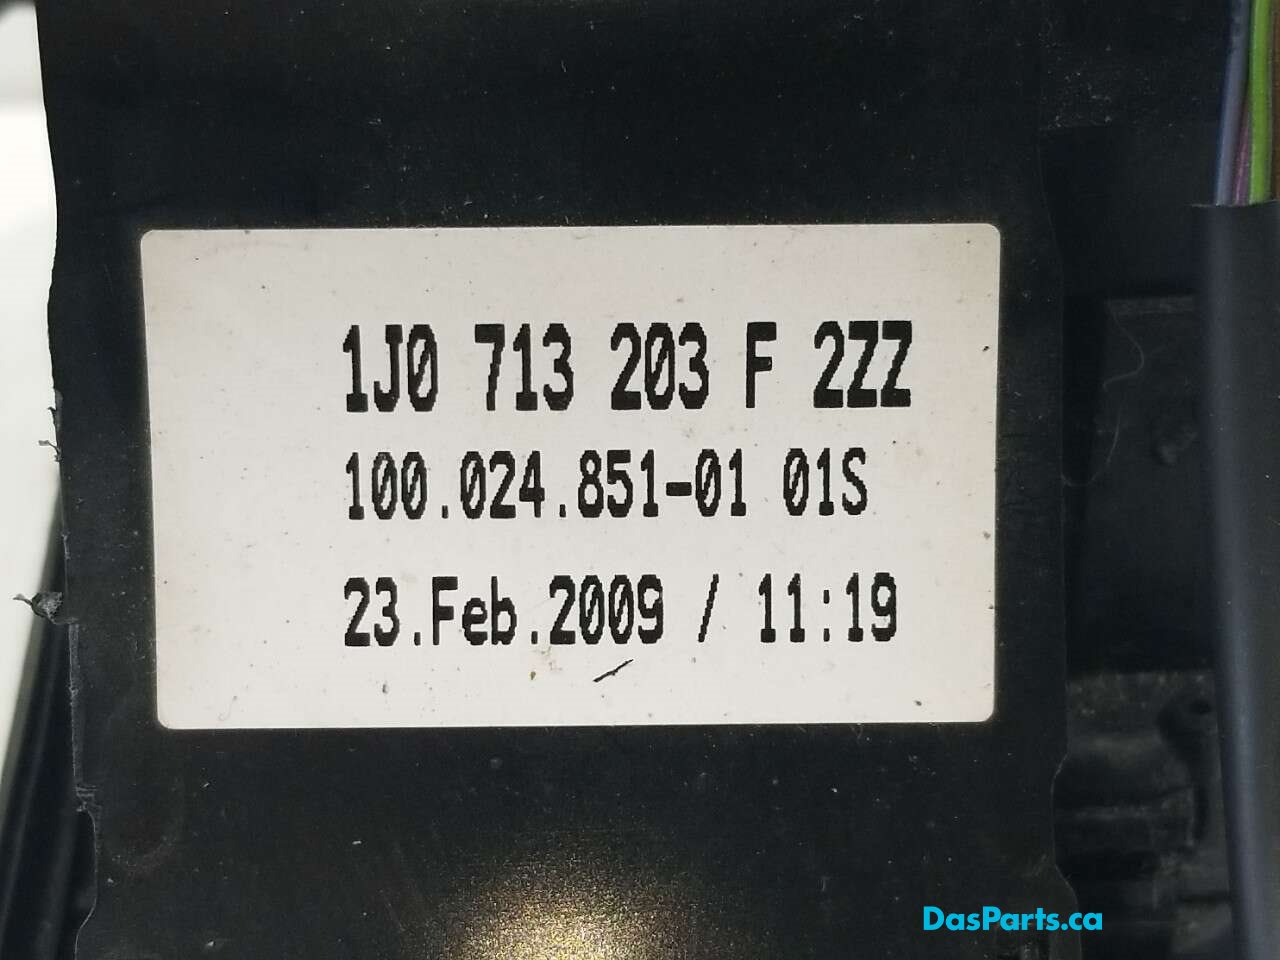 1J0 713 203 F 2ZZ
100.024.851-01 01S
23.Feb.2009 / 11:19
DasParts.ca